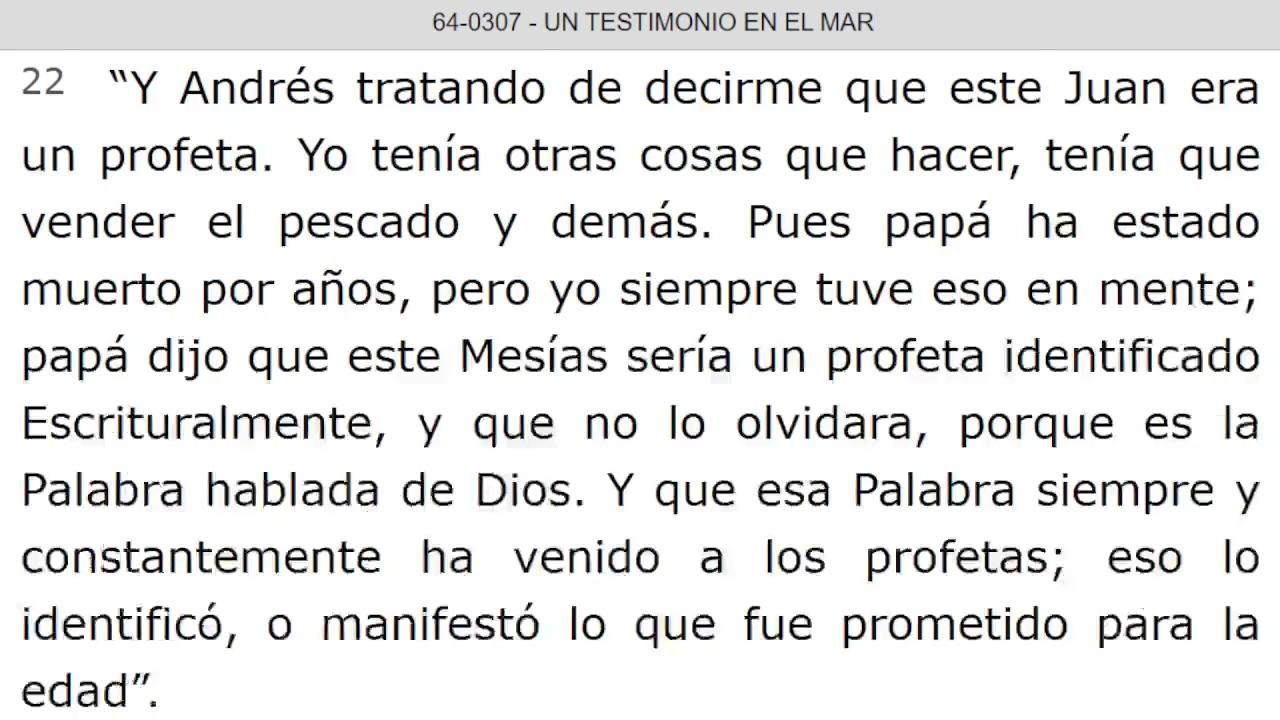 64-0307 - UN TESTIMONIO EN EL MAR
22 “Y Andrés tratando de decirme que este Juan era
un profeta. Yo tenía otras cosas que hacer, tenía que
vender el pescado y demás. Pues papá ha estado
muerto por años, pero yo siempre tuve eso en mente;
papá dijo que este Mesías sería un profeta identificado
Escrituralmente, y que no lo olvidara, porque es la
Palabra hablada de Dios. Y que esa Palabra siempre y
constantemente ha venido a los profetas; eso lo
identificó, o manifestó lo que fue prometido para la
edad”.